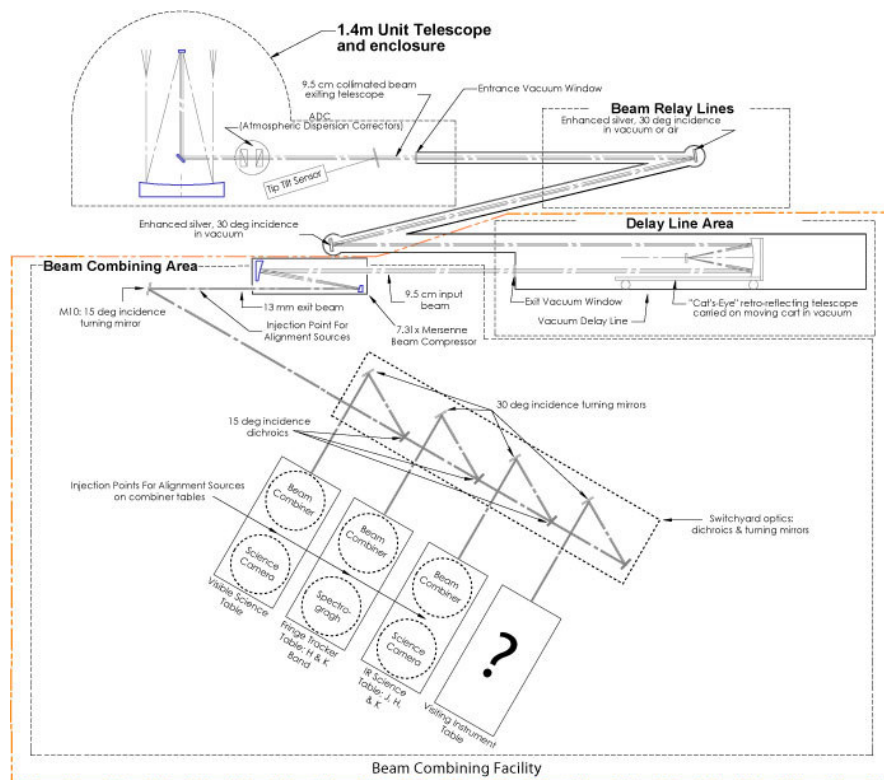 1.4m Unit Telescope
and enclosure
9.5 cm collimated beam
exiting telescope
Entrance Vacuum Window
Beam Relay Lines
Enhanced silver, 30 deg incidence
in vacuum or air
ADC
(Atmospheric Dispersion Correctors)
Tip Tilt Sensor
Enhanced silver, 30 deg incidence
in vacuum
Delay Line Area
Beam Combining Area
M10: 15 deg incidence
turning mirror
13 mm exit beam
Injection Point For
Alignment Sources
9.5 cm
input beam
7.31x Mersenne
Beam Compressor
Exit Vacuum Window
Vacuum Delay Line
"Cat's-Eye" retro-reflecting telescope
carried on moving cart in vacuum
30 deg incidence turning mirrors
15 deg incidence
dichroics
Injection Points For Alignment Sources
on combiner tables
Switchyard optics:
dichroics & turning mirrors
Beam
Combiner
Science
Camera
Visible Science
Table
Beam
Combiner
Spectro-
gragh
Fringe Tracker
Table: H & K
Band
Beam
Combiner
Science
Camera
IR Science
Table: J, H,
& K
?
Visiting Instrument
Table
Beam Combining Facility